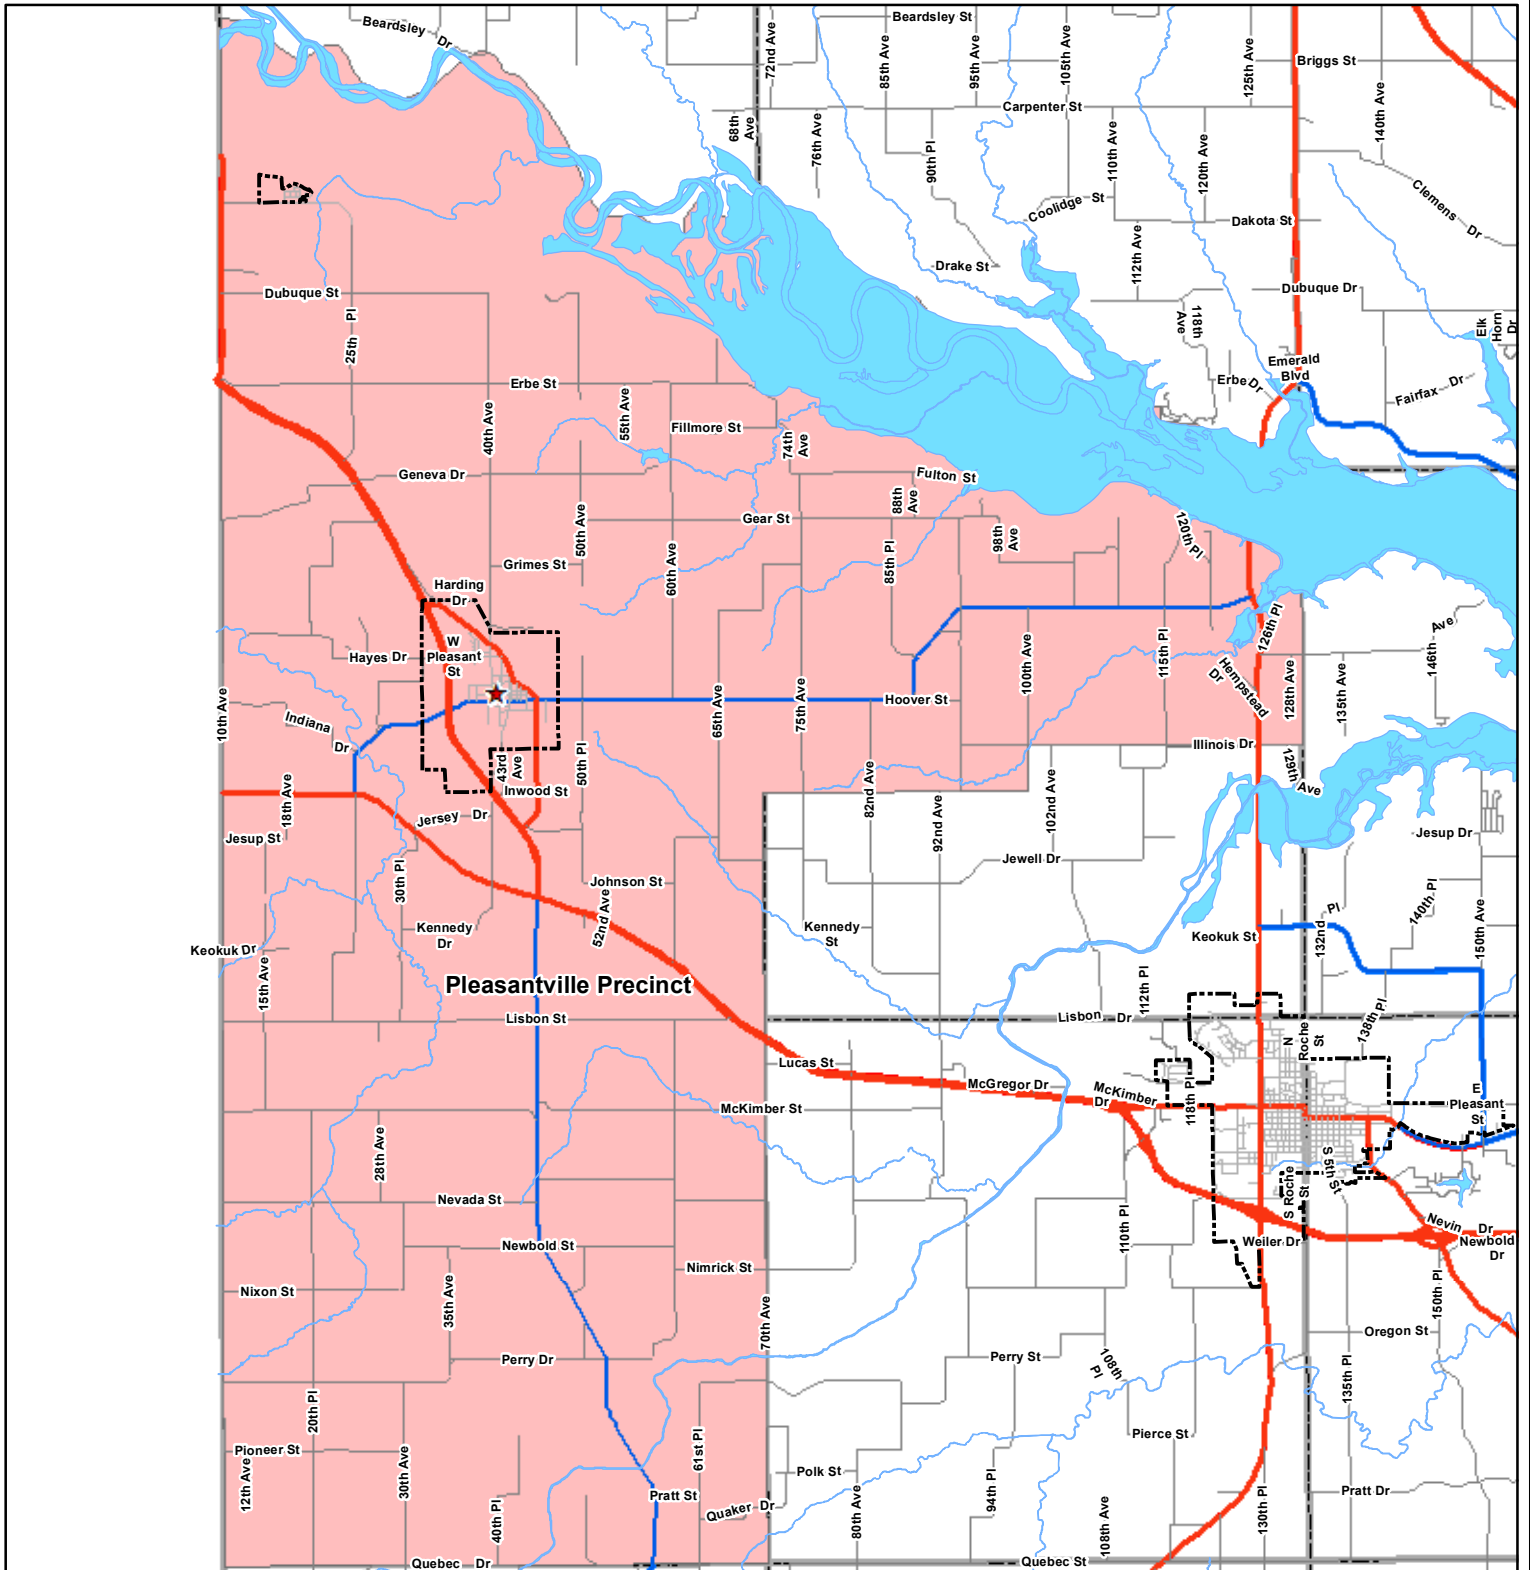 Beardsley Dr
Beardsley St
72nd Ave
85th Ave
95th Ave
105th Ave
125th Ave
Briggs St
140th Ave
Carpenter St
68th
Ave
76th Ave
90th Pl
110th Ave
120th Ave
Clemens Dr
Coolidge St
Dakota St
112th Ave
Drake St
Dubuque St
Dubuque Dr
25th Pl
118th
Ave
Elk
Horn
Dr
Emerald
Blvd
Erbe St
Erbe Dr
Fairfax Dr
40th Ave
55th Ave
Fillmore St
74th
Ave
Geneva Dr
Fulton St
88th
Ave
50th Ave
Gear St
98th
Ave
120th Pl
85th Pl
60th Ave
Grimes St
Harding
Dr
126th Pl
W
Pleasant
St
Hayes Dr
115th Pl
100th Ave
146th Ave
Hempstead
Dr
128th Ave
135th Ave
10th Ave
Indiana Dr
65th Ave
75th Ave
Hoover St
Illinois Dr
43rd
Ave
50th Pl
129th Ave
18th Ave
Inwood St
82nd Ave
92nd Ave
102nd Ave
Jersey Dr
Jesup St
Jesup Dr
Jewell Dr
30th Pl
Johnson St
140th Pl
52nd Ave
Kennedy
Dr
Kennedy
St
Keokuk Dr
Keokuk St
132nd Pl
150th Ave
15th Ave
Pleasantville Precinct
112th Pl
Lisbon St
Lisbon Dr
138th Pl
N
Roche
St
Lucas St
McGregor Dr
McKimber
Dr
118th Pl
E
Pleasant
St
McKimber St
28th Ave
S 5th St
S Roche
St
Nevada St
110th Pl
Nevin Dr
Newbold St
Weiler Dr
Newbold
Dr
Nimrick St
Nixon St
35th Ave
70th Ave
150th Pl
Oregon St
Perry Dr
Perry St
108th
Pl
135th Pl
20th Pl
Pioneer St
61st Pl
Pierce St
12th Ave
30th Ave
Polk St
94th Pl
Pratt St
Pratt Dr
40th Pl
Quaker Dr
80th Ave
108th Ave
130th Pl
Quebec Dr
Quebec St